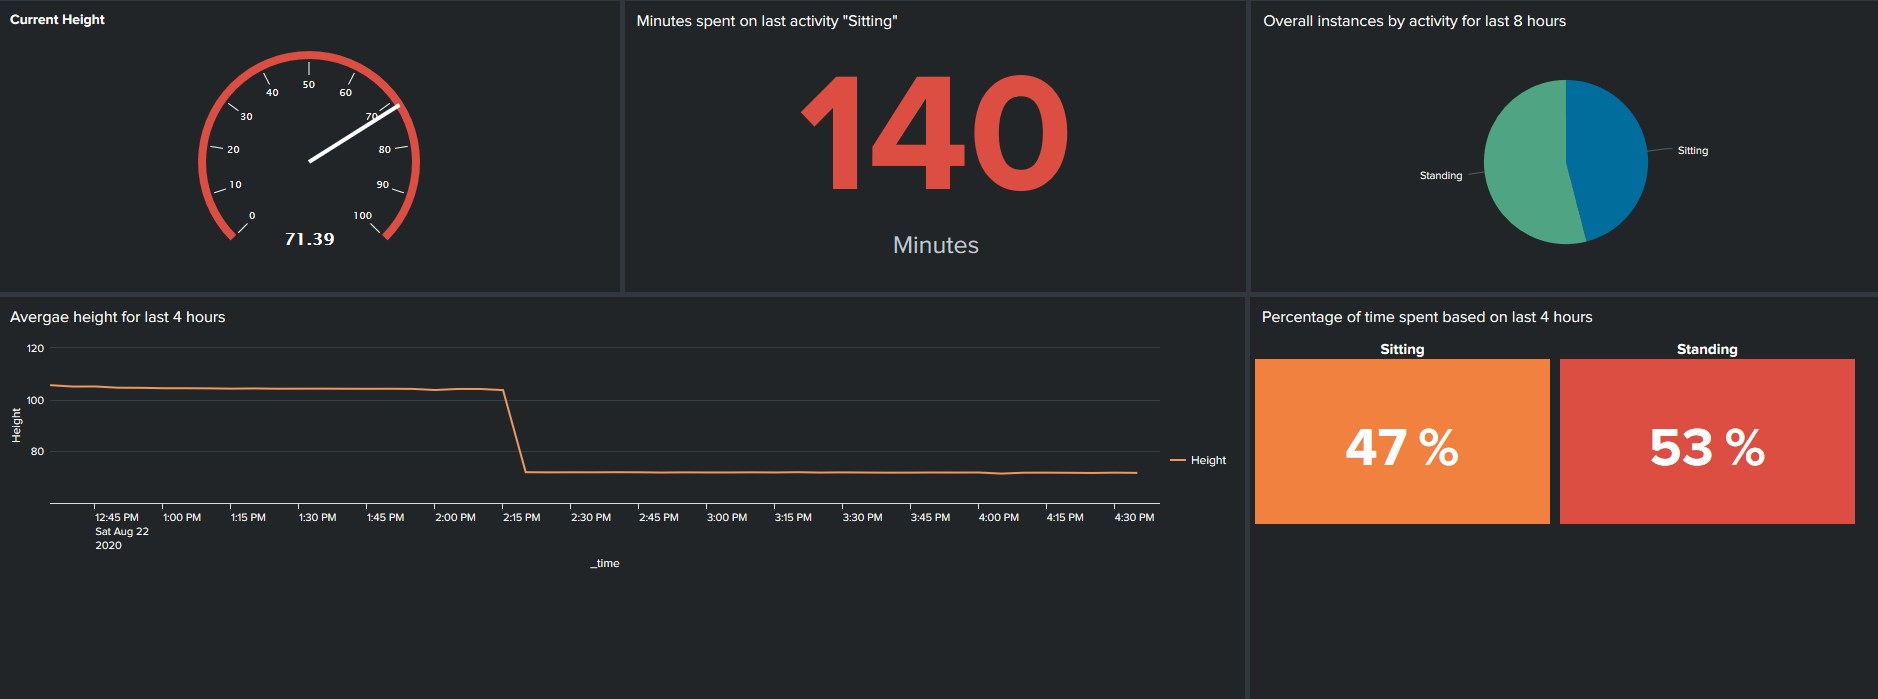 Current Height
0
10
20
30
40
50
60
70
80
90
100
71.39
Minutes spent on last activity "Sitting"
140
Minutes
Overall instances by activity for last 8 hours
Sitting
Standing
Avergae height for last 4 hours
120
100
80
Height
12:45 PM 1:00 PM 1:15 PM 1:30 PM 1:45 PM 2:00 PM 2:15 PM 2:30 PM 2:45 PM 3:00 PM 3:15 PM 3:30 PM 3:45 PM 4:00 PM 4:15 PM 4:30 PM
Sat Aug 22
2020
_time
Height
Percentage of time spent based on last 4 hours
Sitting
47 %
Standing
53 %